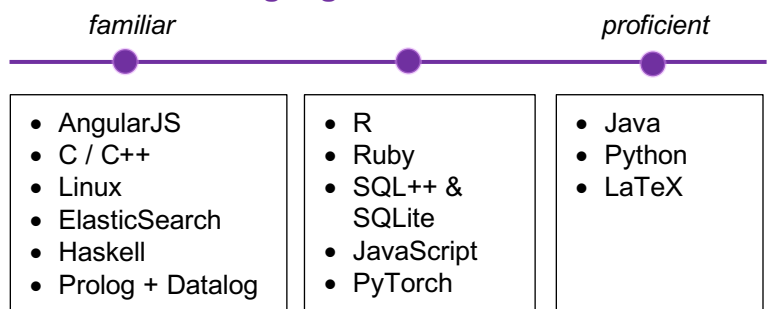 familiar
proficient
• AngularJS
• C / C++
• Linux
• ElasticSearch
• Haskell
• Prolog + Datalog
• R
• Ruby
• SQL++ &
SQLite
• JavaScript
• PyTorch
• Java
• Python
• LaTeX